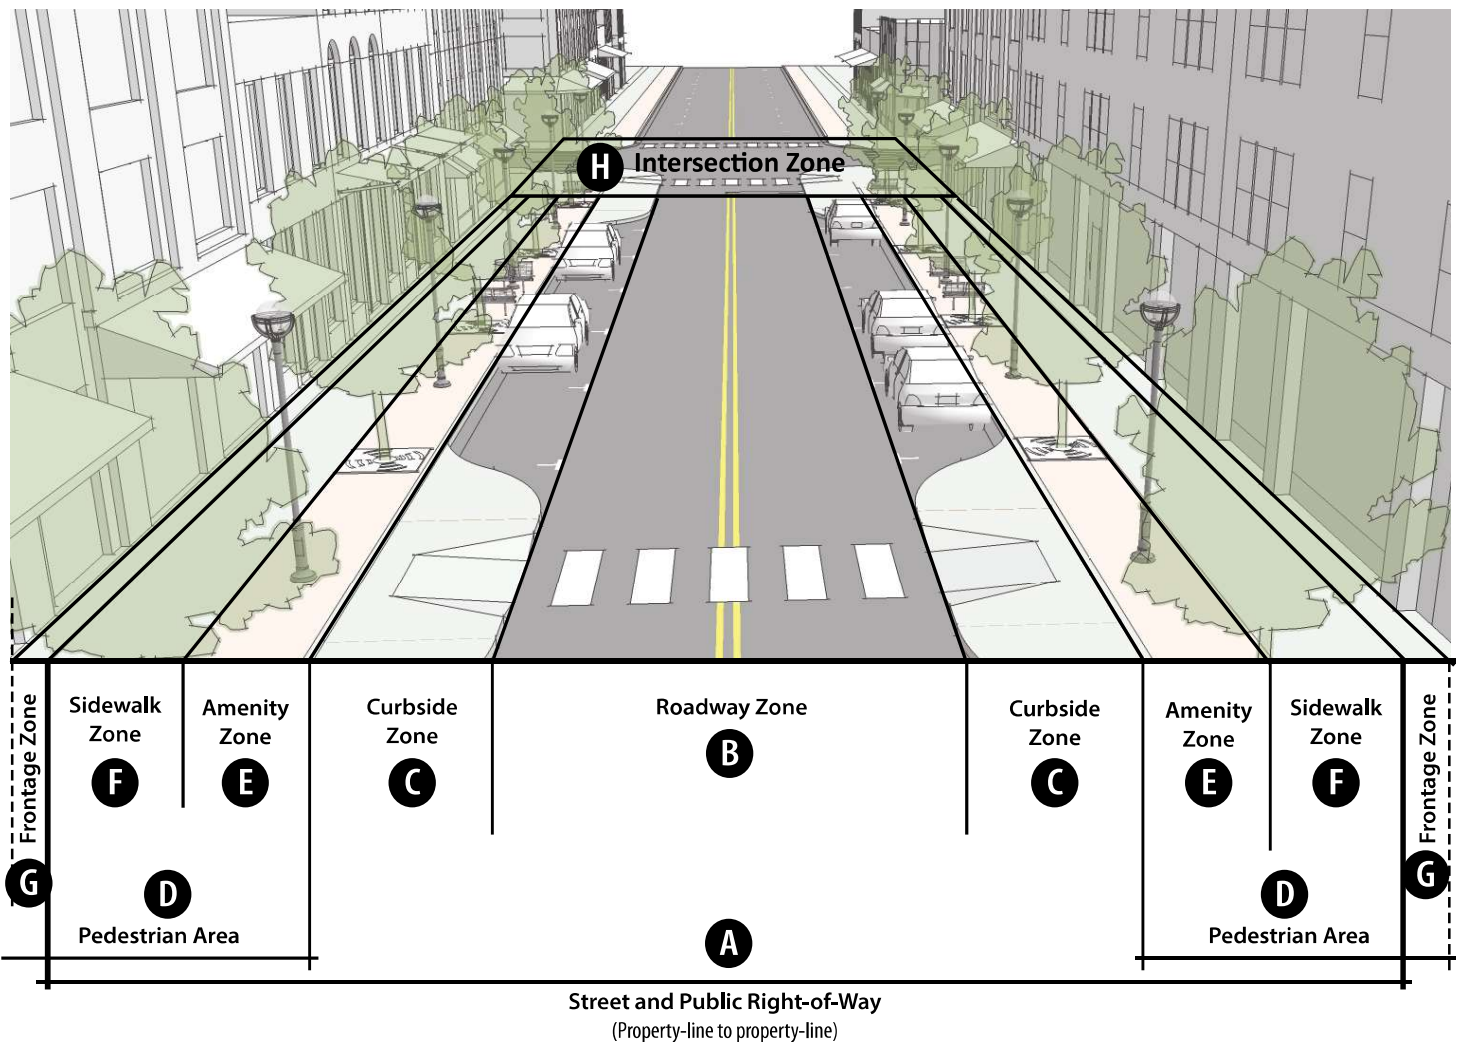 H Intersection Zone
Frontage Zone
G
Sidewalk
Zone
F
Amenity
Zone
E
D
Pedestrian Area
Curbside
Zone
C
Roadway Zone
B
Curbside
Zone
C
Amenity
Zone
E
Sidewalk
Zone
F
D
Pedestrian Area
Frontage Zone
G
A
Street and Public Right-of-Way
(Property-line to property-line)